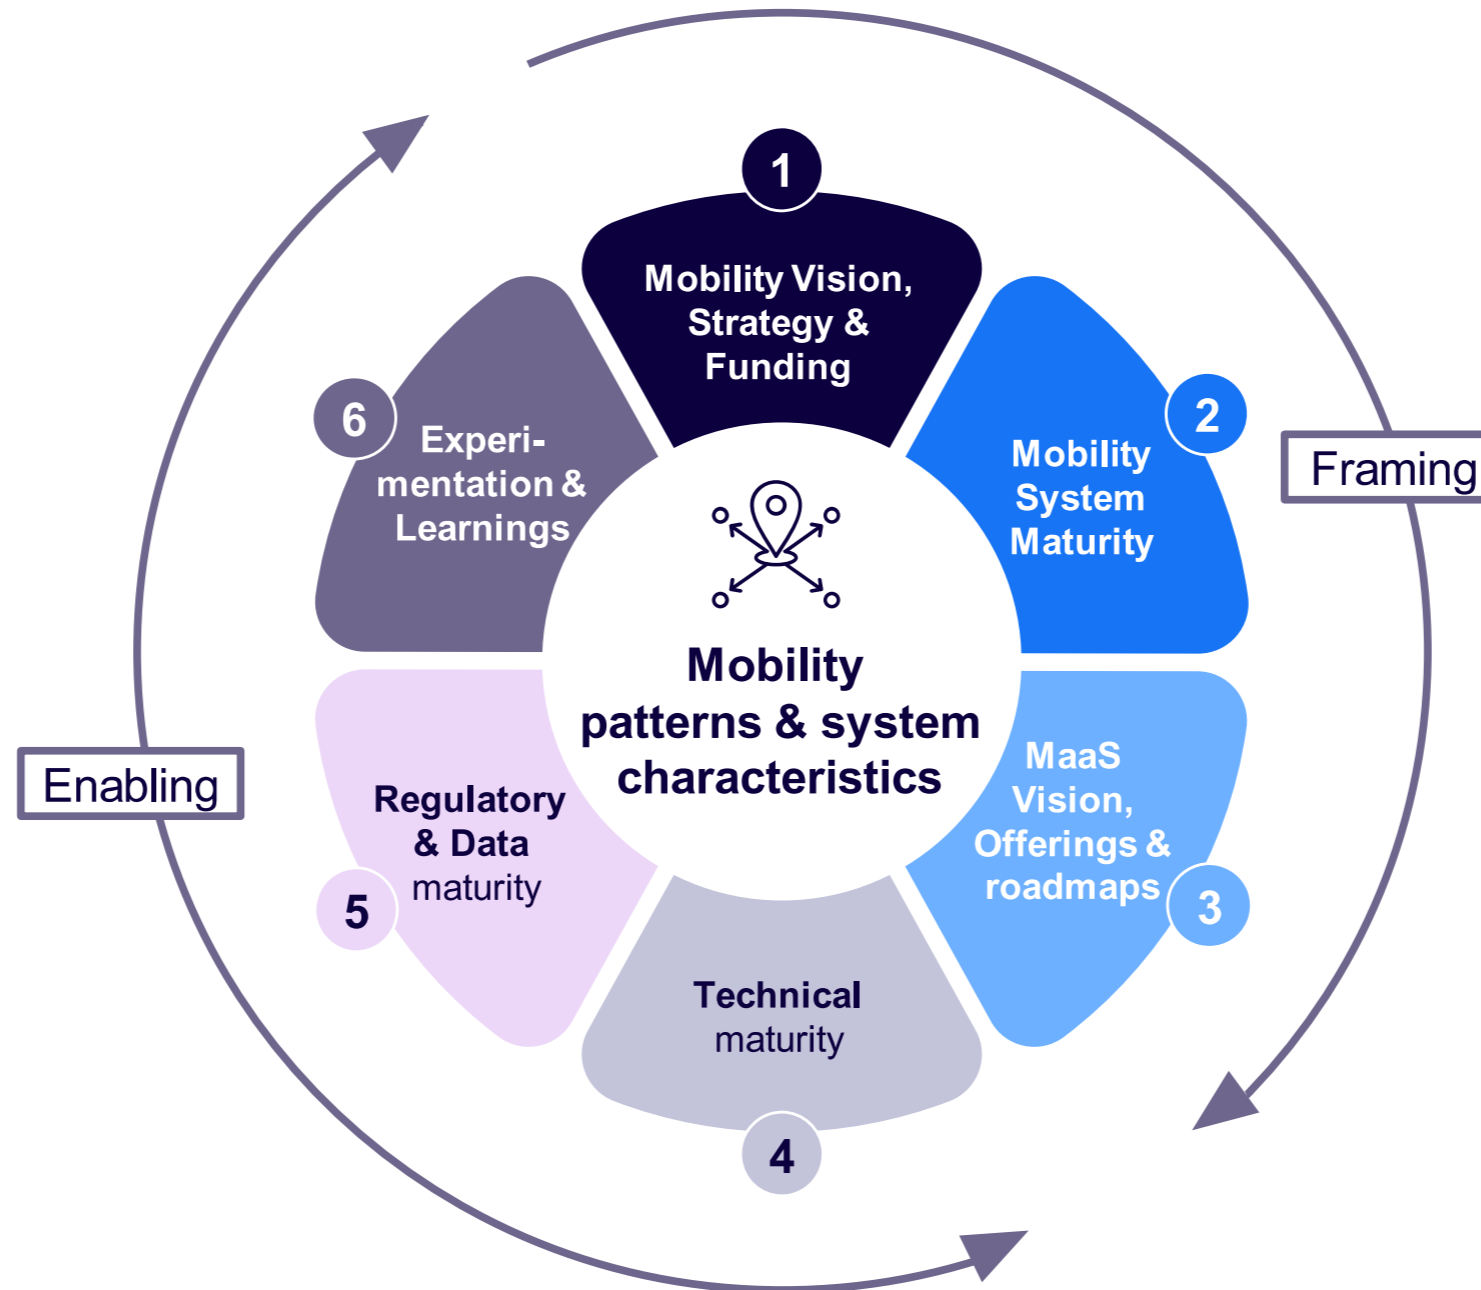 1
Mobility Vision,
Strategy &
Funding
2
Mobility
System
Maturity
Framing
3
MaaS
Vision,
Offerings &
roadmaps
4
Technical
maturity
5
Regulatory
& Data
maturity
Enabling
6
Experi-
mentation &
Learnings
Mobility
patterns & system
characteristics